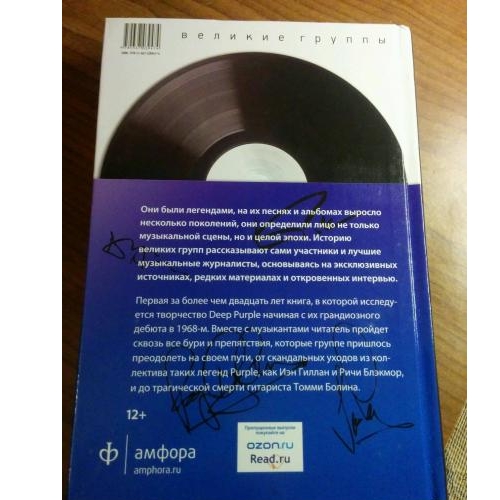 великие группы
Они были легендами, на их песнях и альбомах выросло
несколько поколений, они определили лицо не только
музыкальной сцены, но и целой эпохи. Историю
великих групп рассказывают сами участники и лучшие
музыкальные журналисты, основываясь на эксклюзивных
источниках, редких материалах и откровенных интервью.
Первая за более чем двадцать лет книга, в которой исследу-
ется творчество Deep Purple начиная с их грандиозного
дебюта в 1968-м. Вместе с музыкантами читатель пройдет
сквозь все бури и препятствия, которые группе пришлось
преодолеть на своем пути, от скандальных уходов из кол-
лектива таких легенд Purple, как Иэн Гиллан и Ричи Блэкмор,
и до трагической смерти гитариста Томми Болина.
12+
амфора
amphora.ru
покупайте на
ozon.ru
Read.ru